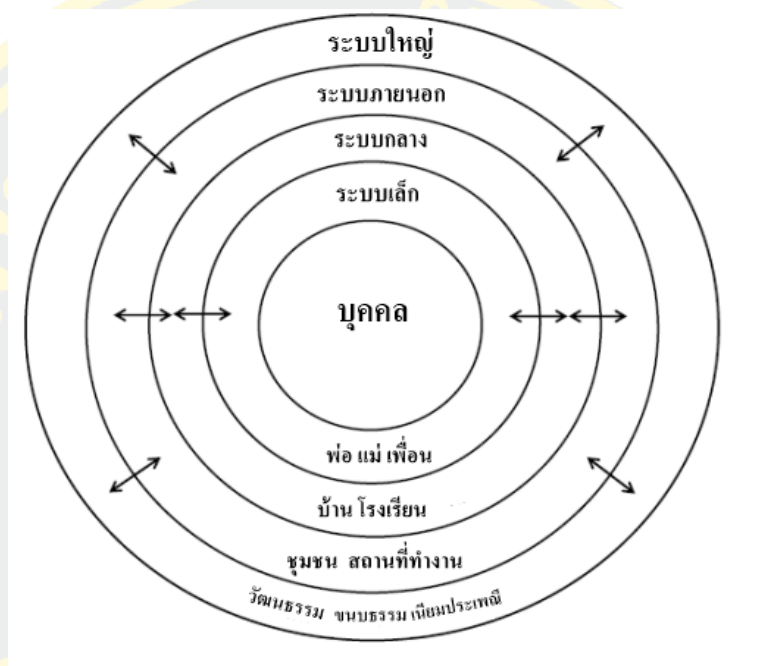 ระบบใหญ่
ระบบภายนอก
ระบบกลาง
ระบบเล็ก
บุคคล
พ่อ แม่ เพื่อน
บ้าน โรงเรียน
ชุมชน สถานที่ทำงาน
วัฒนธรรม ขนบธรรม เนียมประเพณี